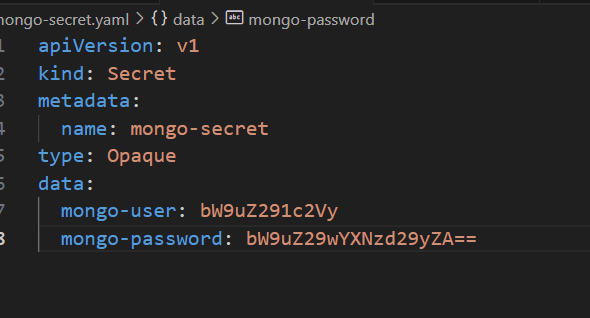 mongo-secret.yaml > {} data > abc mongo-password
1 apiVersion: v1
2 kind: Secret
3 metadata:
4 name: mongo-secret
5 type: Opaque
6 data:
7 mongo-user: bW9uZ291c2Vy
8 mongo-password: bW9uZ29wYXNzd29yZA==